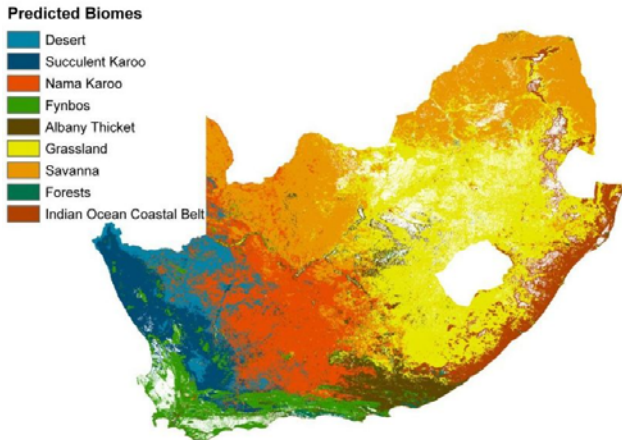 Predicted Biomes
Desert
Succulent Karoo
Nama Karoo
Fynbos
Albany Thicket
Grassland
Savanna
Forests
Indian Ocean Coastal Belt